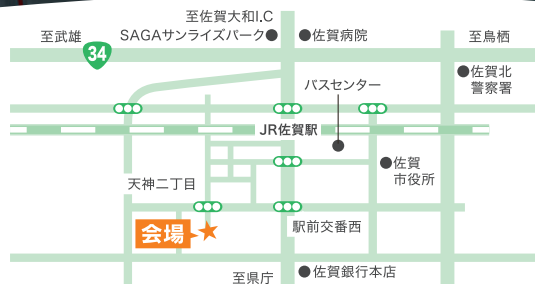 至佐賀大和I.C
至武雄
SAGAサンライズパーク
佐賀病院
至鳥栖
34
佐賀北
警察署
バスセンター
JR佐賀駅
佐賀
市役所
天神二丁目
会場
駅前交番西
至県庁
佐賀銀行本店